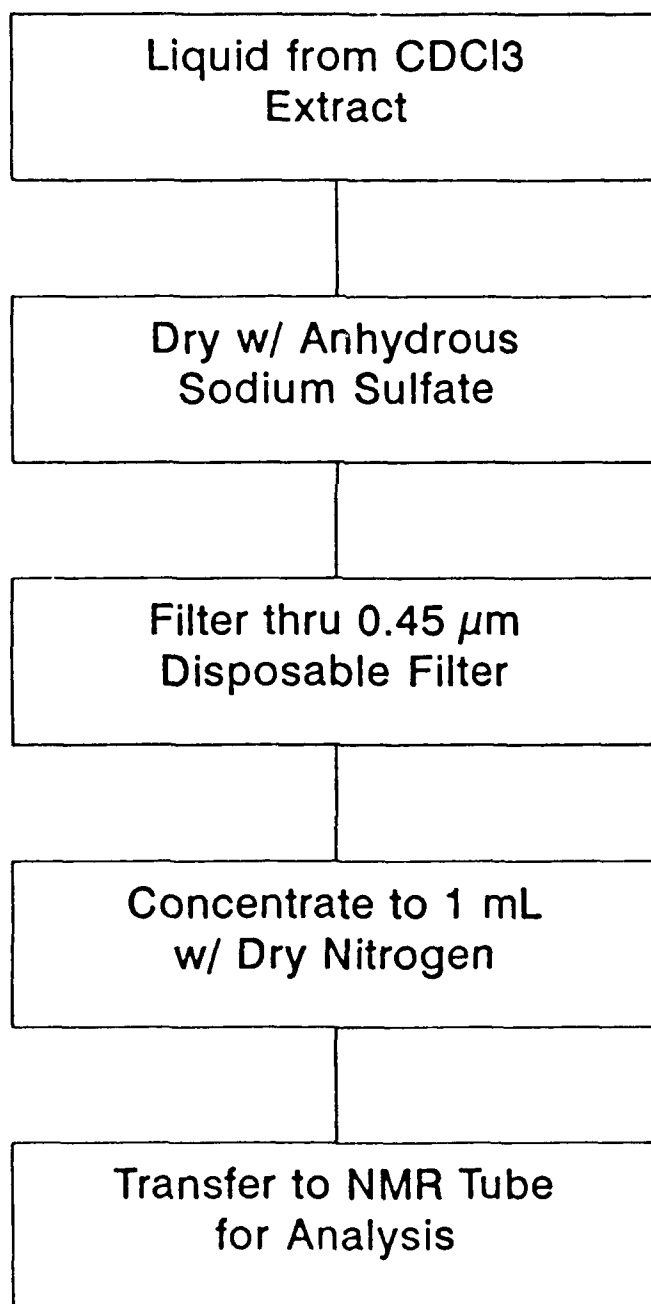 Liquid from CDCl3
Extract
Dry w/ Anhydrous
Sodium Sulfate
Filter thru 0.45 μm
Disposable Filter
Concentrate to 1 mL
w/ Dry Nitrogen
Transfer to NMR Tube
for Analysis